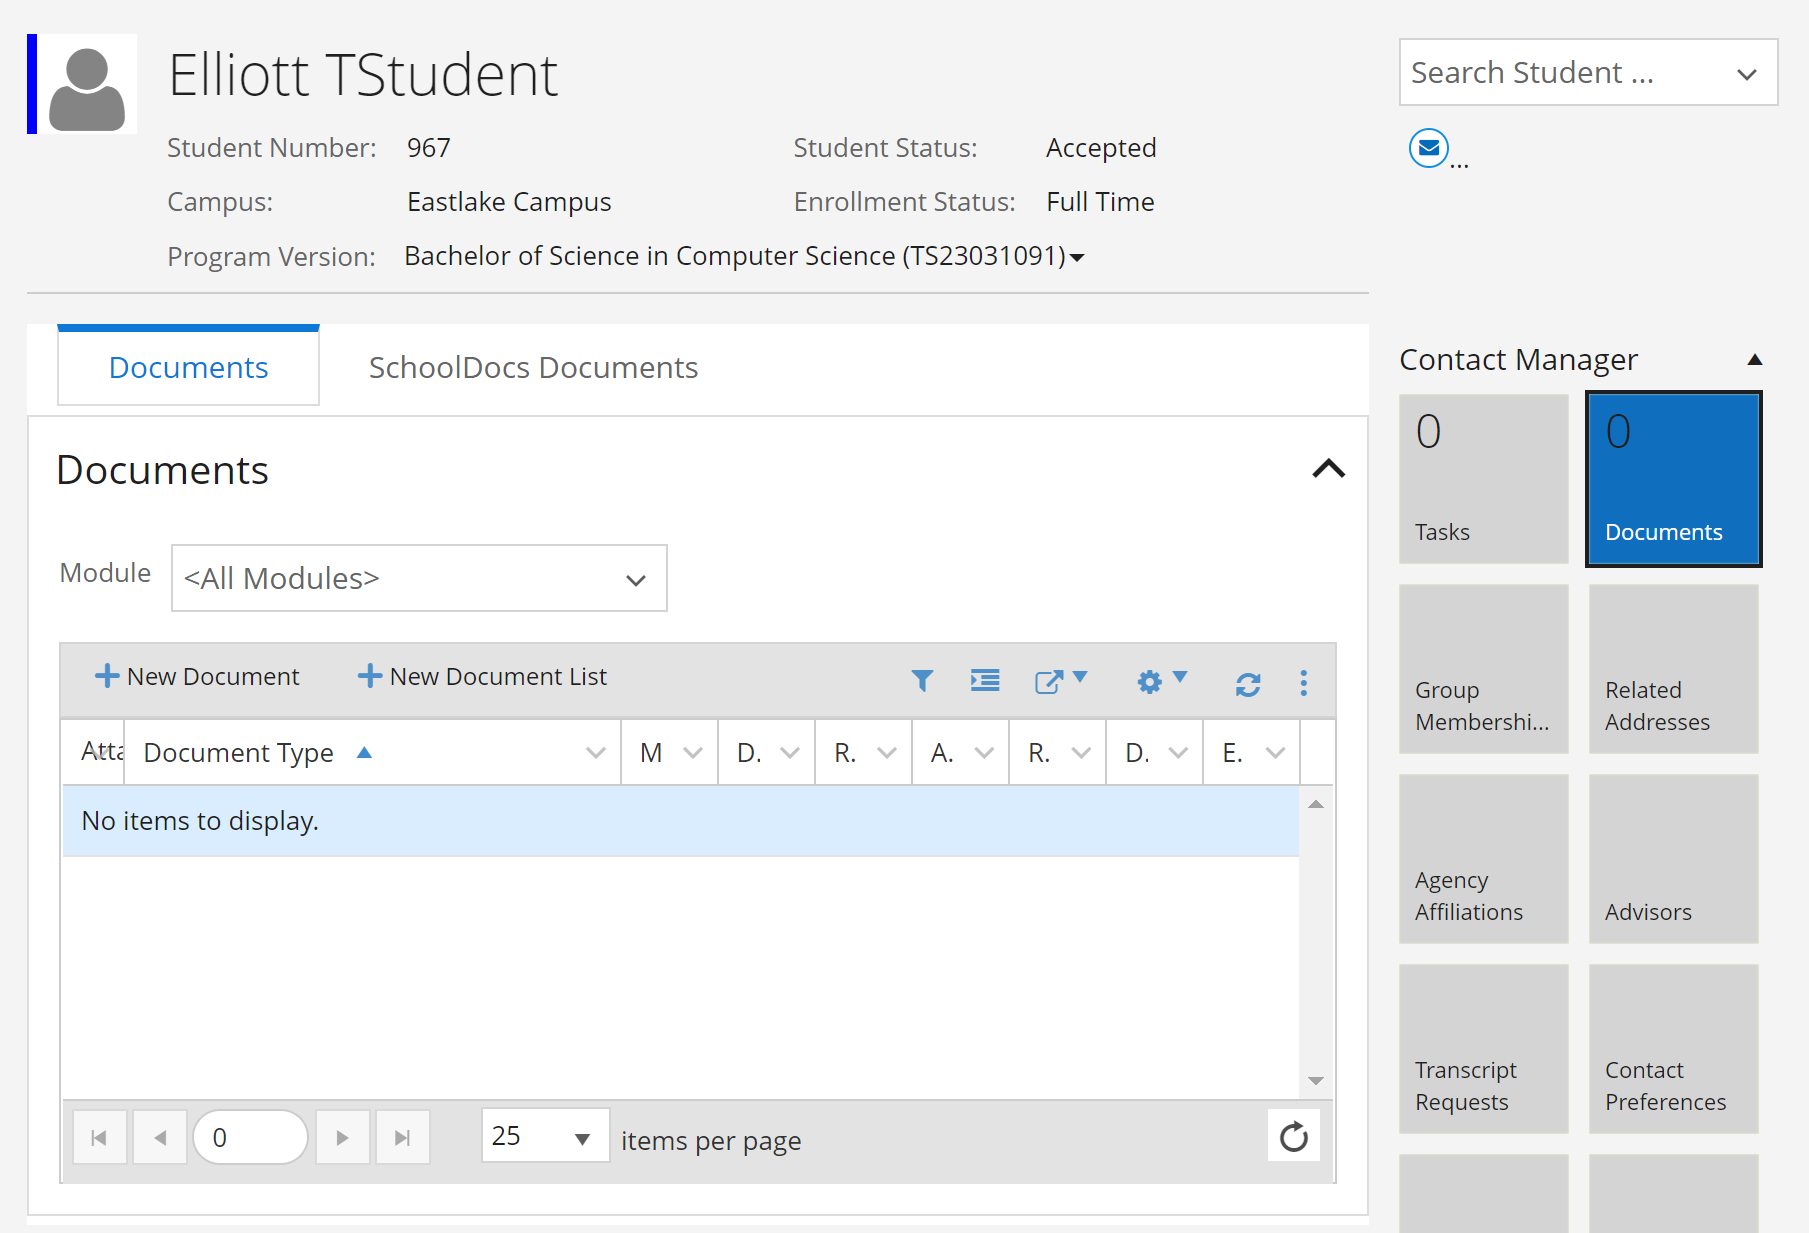 Elliott TStudent
Search Student ...
Student Number: 967 Student Status: Accepted
...
Campus: Eastlake Campus Enrollment Status: Full Time
Program Version: Bachelor of Science in Computer Science (TS23031091)
Documents SchoolDocs Documents
Documents
Module <All Modules>
New Document New Document List
Atta Document Type M D. R. A. R. D. E.
No items to display.
0 25 items per page
Contact Manager
0 0
Tasks Documents
Group Membershi...
Related Addresses
Agency Affiliations
Advisors
Transcript Requests
Contact Preferences